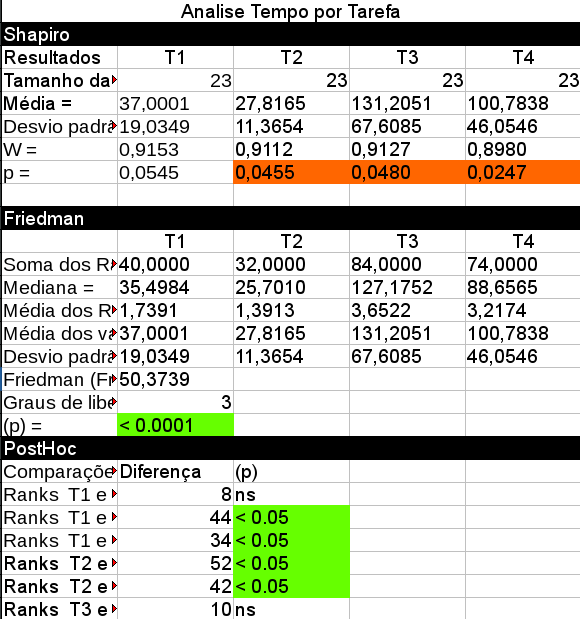 Analise Tempo por Tarefa
Shapiro
Resultados T1 T2 T3 T4
Tamanho da 23 23 23 23
Média = 37,0001 27,8165 131,2051 100,7838
Desvio padrã 19,0349 11,3654 67,6085 46,0546
W = 0,9153 0,9112 0,9127 0,8980
p = 0,0545 0,0455 0,0480 0,0247
Friedman
T1 T2 T3 T4
Soma dos Ra 40,0000 32,0000 84,0000 74,0000
Mediana = 35,4984 25,7010 127,1752 88,6565
Média dos R 1,7391 1,3913 3,6522 3,2174
Média dos va 37,0001 27,8165 131,2051 100,7838
Desvio padrã 19,0349 11,3654 67,6085 46,0546
Friedman (Fr 50,3739
Graus de libe 3
(p) = < 0.0001
PostHoc
Comparaçõe Diferença (p)
Ranks T1 e 8 ns
Ranks T1 e 44 < 0.05
Ranks T1 e 34 < 0.05
Ranks T2 e 52 < 0.05
Ranks T2 e 42 < 0.05
Ranks T3 e 10 ns